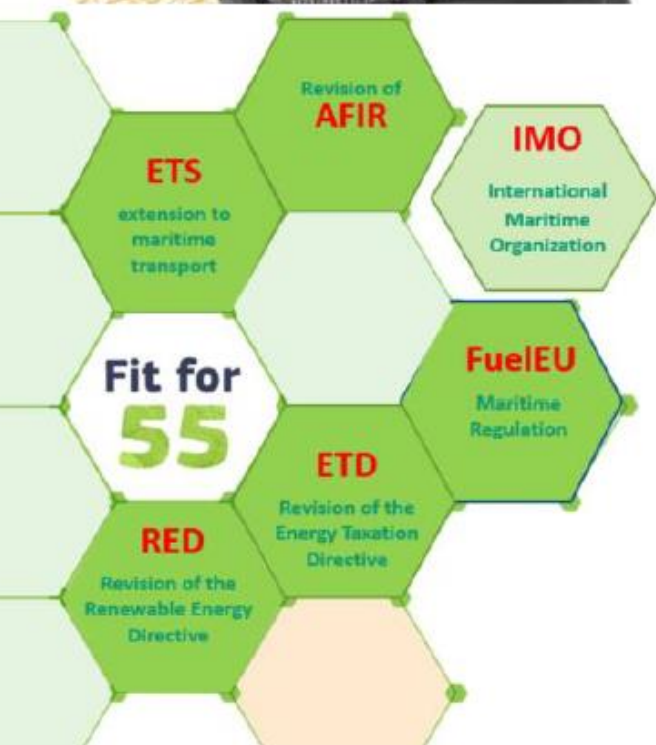 Revision of
AFIR
ETS
extension to
maritime
transport
IMO
International
Maritime
Organization
Fit for
55
FuelEU
Maritime
Regulation
ETD
Revision of the
Energy Taxation
Directive
RED
Revision of the
Renewable Energy
Directive